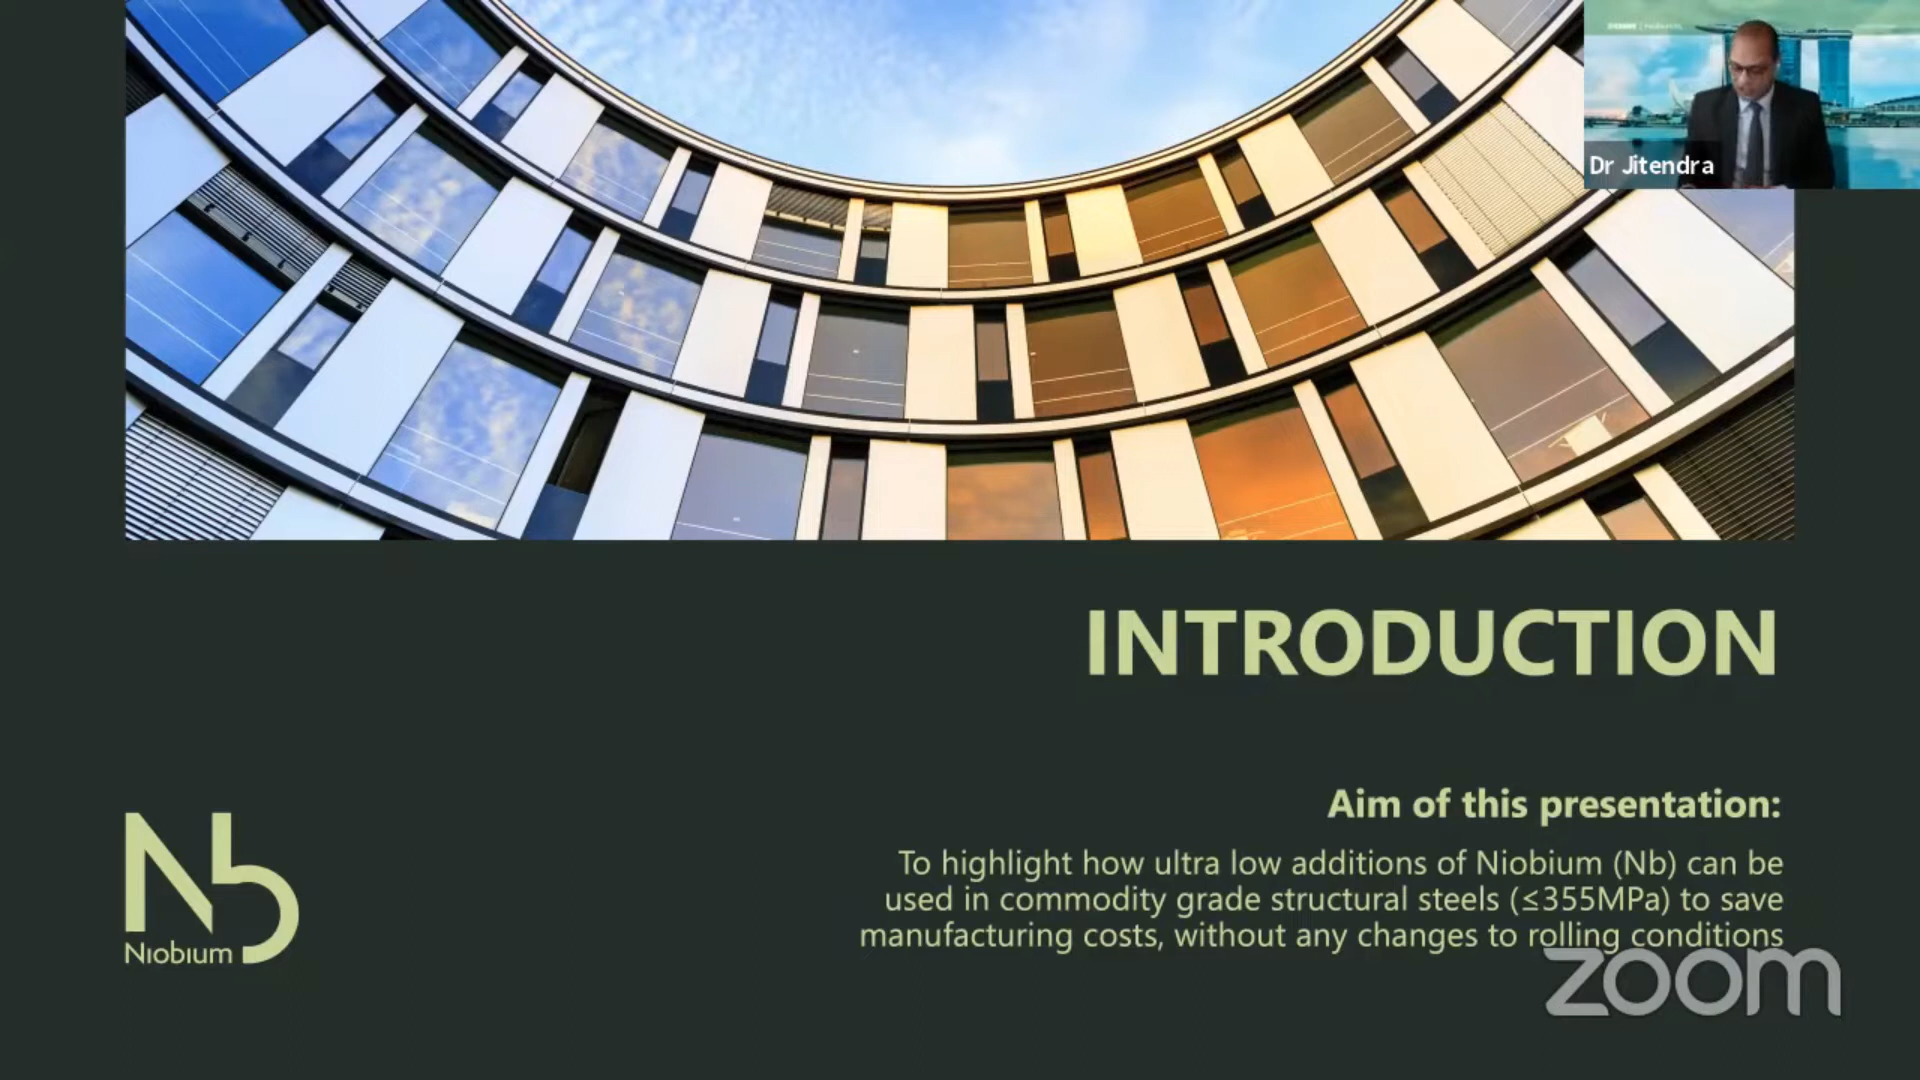 Dr Jitendra
INTRODUCTION
Aim of this presentation:
To highlight how ultra low additions of Niobium (Nb) can be
used in commodity grade structural steels (≤355MPa) to save
manufacturing costs, without any changes to rolling conditions
Nb
Niobium
zoom